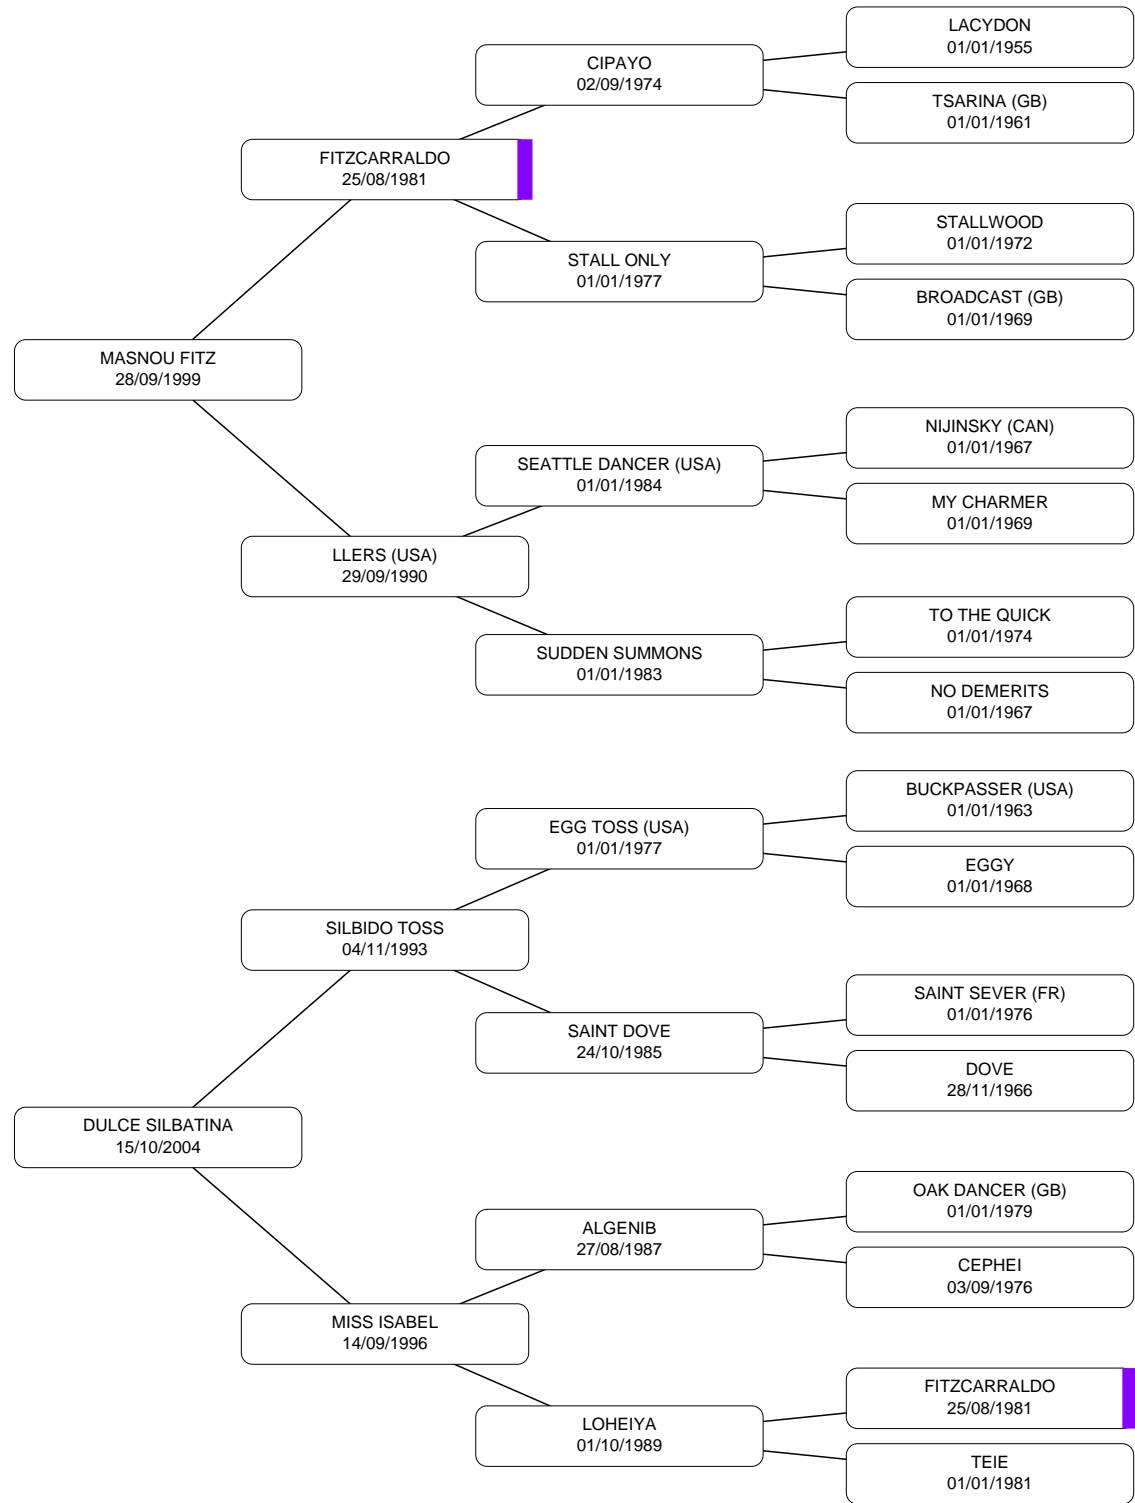 LACYDON
01/01/1955
CIPAYO
02/09/1974
TSARINA (GB)
01/01/1961
FITZCARRALDO
25/08/1981
STALLWOOD
01/01/1972
STALL ONLY
01/01/1977
BROADCAST (GB)
01/01/1969
MASNOU FITZ
28/09/1999
NIJINSKY (CAN)
01/01/1967
SEATTLE DANCER (USA)
01/01/1984
MY CHARMER
01/01/1969
LLERS (USA)
29/09/1990
TO THE QUICK
01/01/1974
SUDDEN SUMMONS
01/01/1983
NO DEMERITS
01/01/1967
BUCKPASSER (USA)
01/01/1963
EGG TOSS (USA)
01/01/1977
EGGY
01/01/1968
SILBIDO TOSS
04/11/1993
SAINT SEVER (FR)
01/01/1976
SAINT DOVE
24/10/1985
DOVE
28/11/1966
DULCE SILBATINA
15/10/2004
OAK DANCER (GB)
01/01/1979
ALGENIB
27/08/1987
CEPHEI
03/09/1976
MISS ISABEL
14/09/1996
FITZCARRALDO
25/08/1981
LOHEIYA
01/10/1989
TEIE
01/01/1981